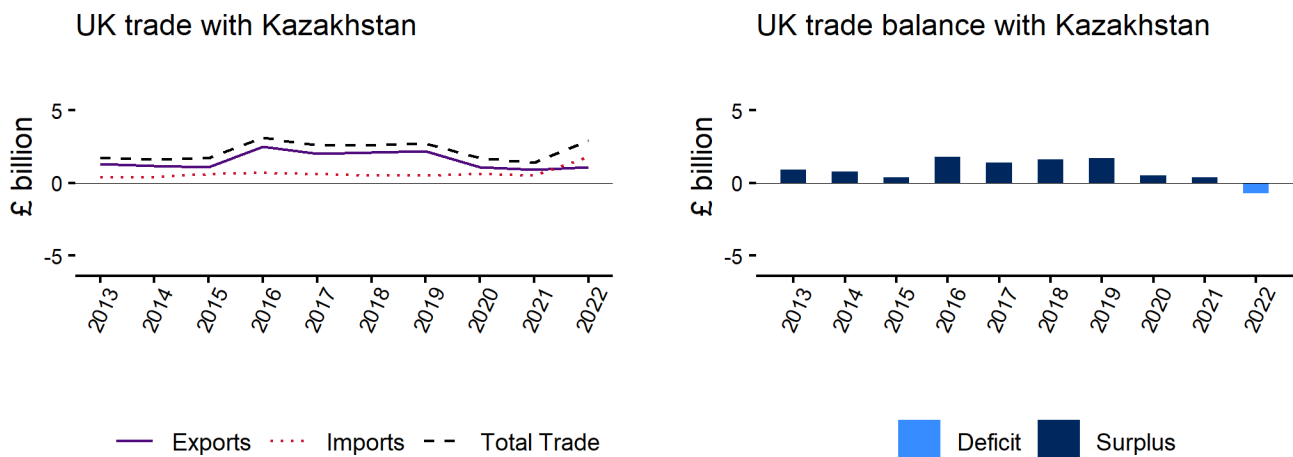 UK trade with Kazakhstan
£ billion
5
0
-5
2013 2014 2015 2016 2017 2018 2019 2020 2021 2022
Exports Imports Total Trade
UK trade balance with Kazakhstan
£ billion
5
0
-5
2013 2014 2015 2016 2017 2018 2019 2020 2021 2022
Deficit Surplus